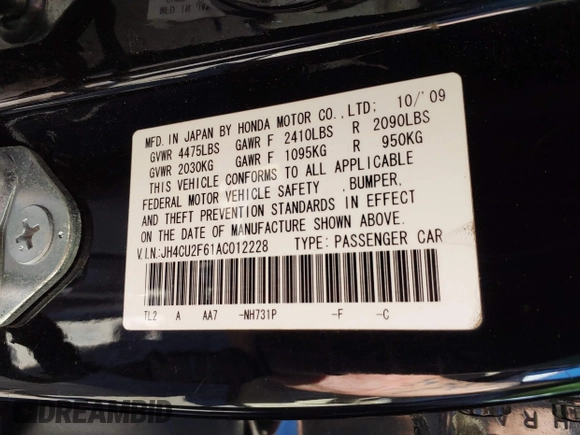 MFD. IN JAPAN BY HONDA MOTOR CO., LTD: 10/'09
GVWR 4475LBS GAWR F 2410LBS R 2090LBS
GVWR 2030KG GAWR F 1095KG R 950KG
THIS VEHICLE CONFORMS TO ALL APPLICABLE
FEDERAL MOTOR VEHICLE SAFETY , BUMPER,
AND THEFT PREVENTION STANDARDS IN EFFECT
ON THE DATE OF MANUFACTURE SHOWN ABOVE.
V.I.N.:JH4CU2F61AC012228 TYPE: PASSENGER CAR
TL2 A AA7 -NH731P -F -C
DREAMBID